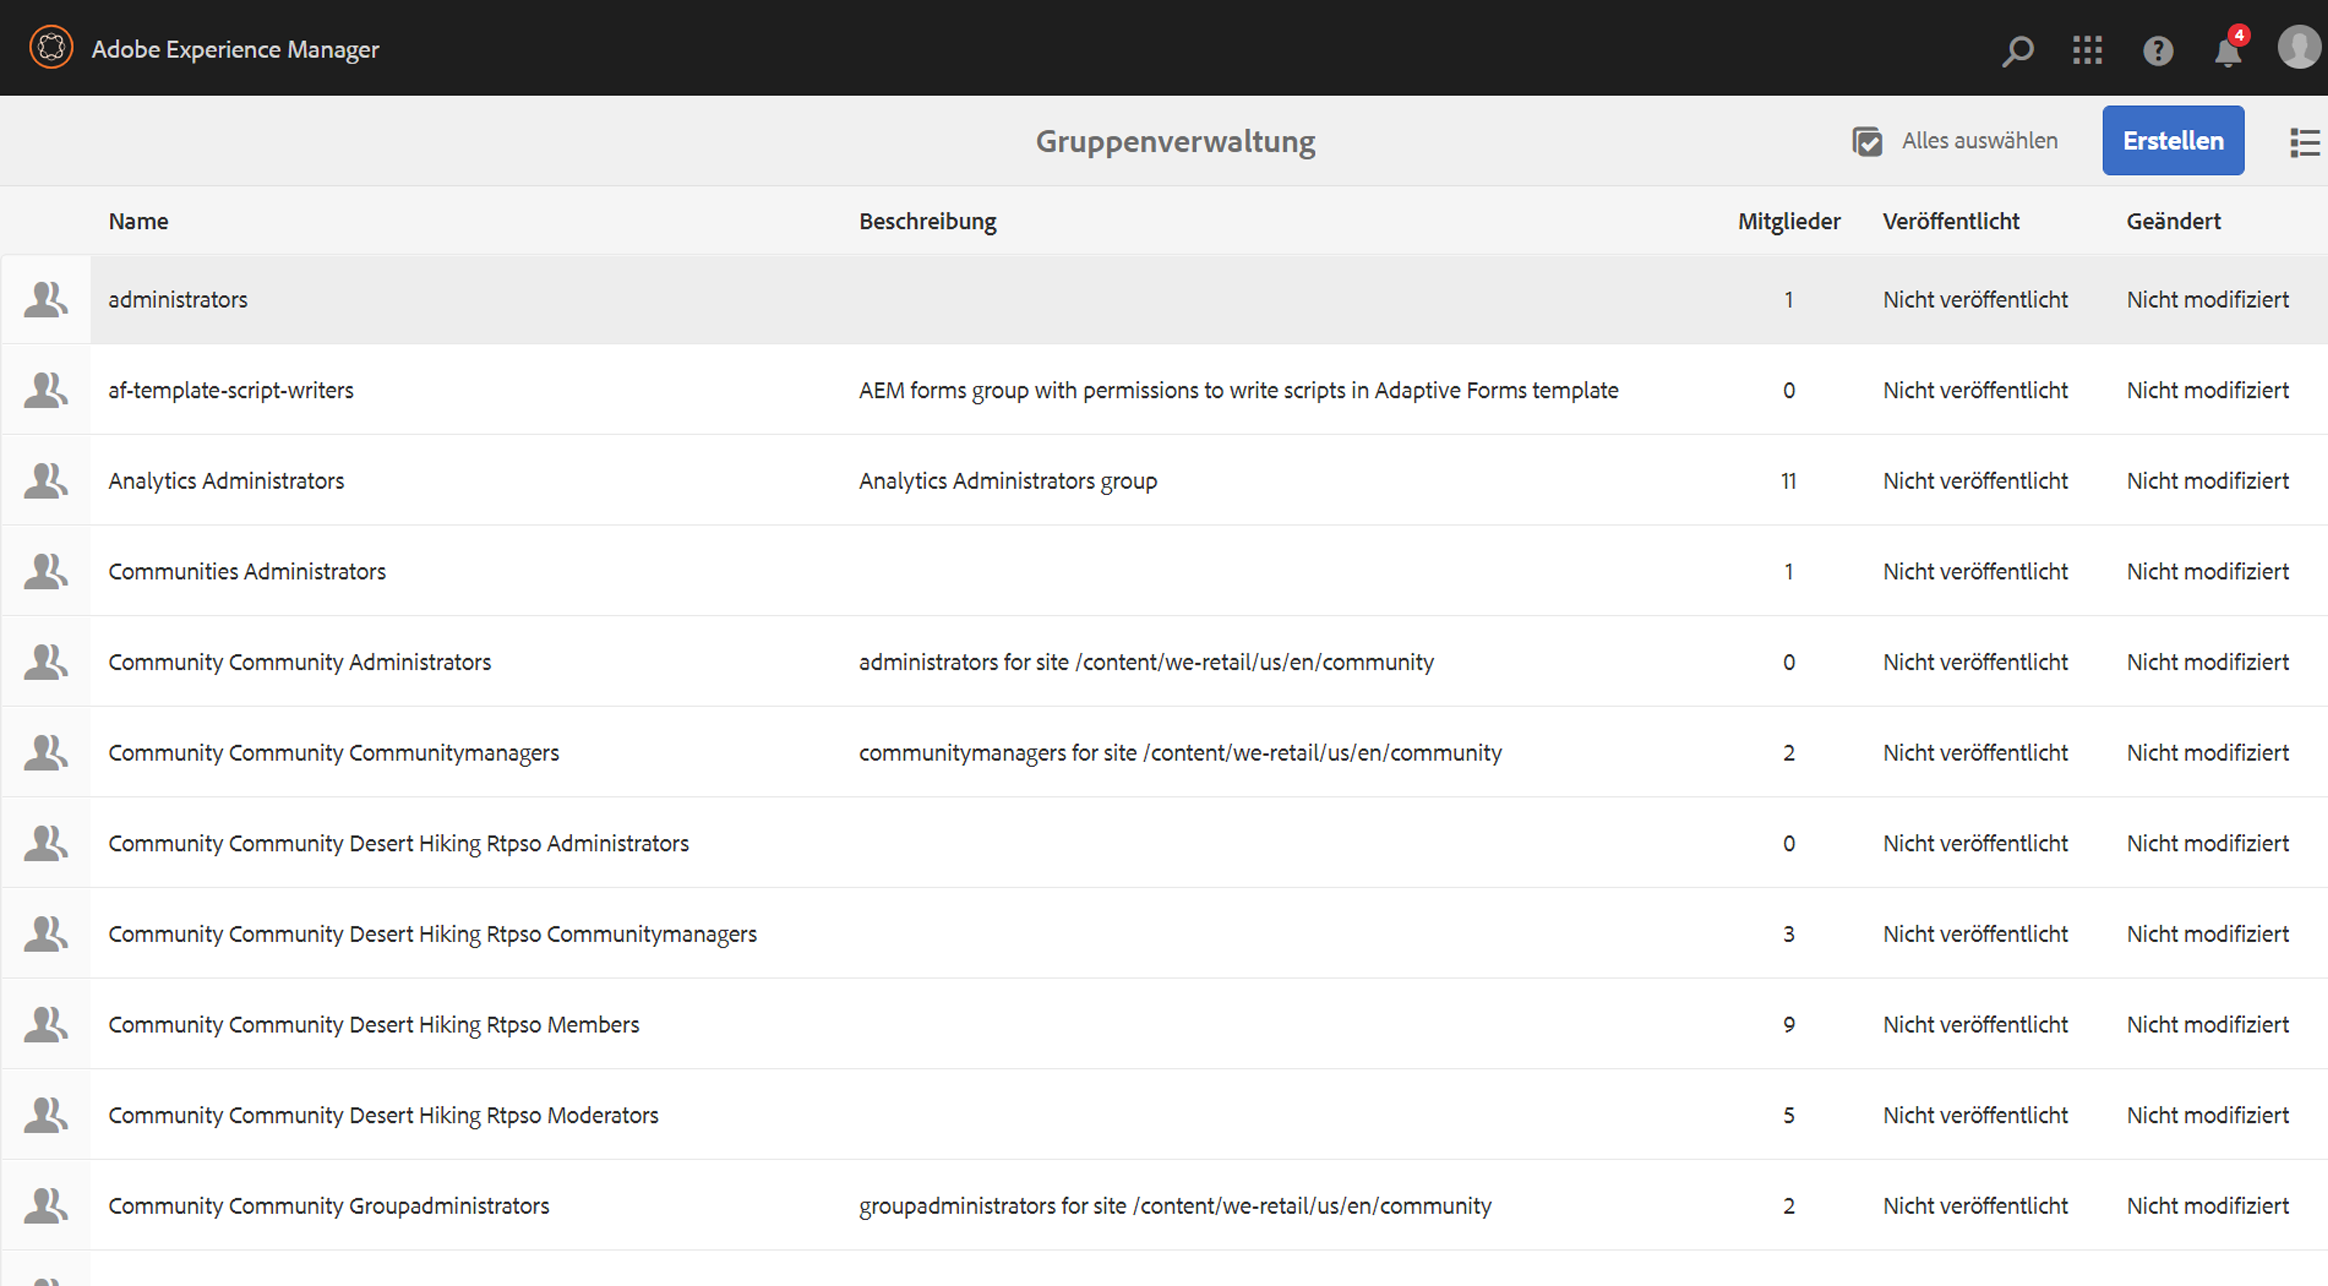 Adobe Experience Manager
4
Gruppenverwaltung
Alles auswählen
Erstellen
Name Beschreibung Mitglieder Veröffentlicht Geändert
administrators 1 Nicht veröffentlicht Nicht modifiziert
af-template-script-writers AEM forms group with permissions to write scripts in Adaptive Forms template 0 Nicht veröffentlicht Nicht modifiziert
Analytics Administrators Analytics Administrators group 11 Nicht veröffentlicht Nicht modifiziert
Communities Administrators 1 Nicht veröffentlicht Nicht modifiziert
Community Community Administrators administrators for site /content/we-retail/us/en/community 0 Nicht veröffentlicht Nicht modifiziert
Community Community Communitymanagers communitymanagers for site /content/we-retail/us/en/community 2 Nicht veröffentlicht Nicht modifiziert
Community Community Desert Hiking Rtpso Administrators 0 Nicht veröffentlicht Nicht modifiziert
Community Community Desert Hiking Rtpso Communitymanagers 3 Nicht veröffentlicht Nicht modifiziert
Community Community Desert Hiking Rtpso Members 9 Nicht veröffentlicht Nicht modifiziert
Community Community Desert Hiking Rtpso Moderators 5 Nicht veröffentlicht Nicht modifiziert
Community Community Groupadministrators groupadministrators for site /content/we-retail/us/en/community 2 Nicht veröffentlicht Nicht modifiziert